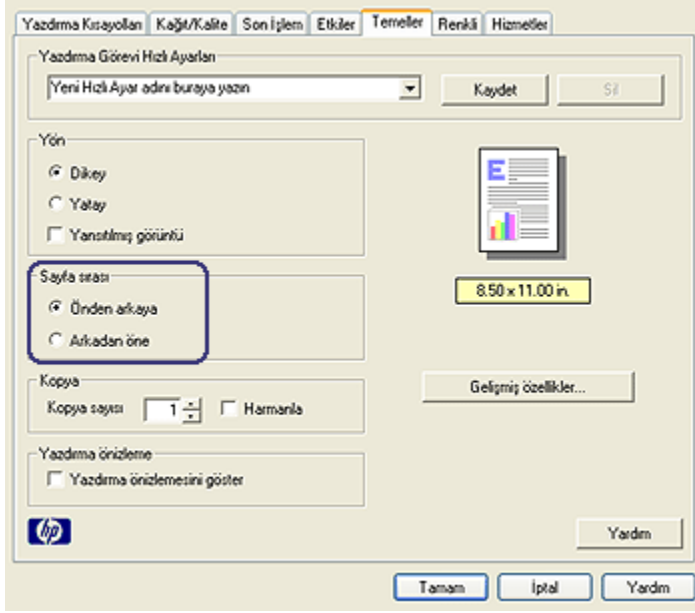 Yazdırma Kısayolları Kağıt/Kalite Son İşlem Etkiler Temeller Renkli Hizmetler
Yazdırma Görevi Hızlı Ayarları
Yeni Hızlı Ayar adını buraya yazın Kaydet Sil
Yön
Dikey
Yatay
Yansıtılmış görüntü
E
8.50 x 11.00 in.
Sayfa sırası
Önden arkaya
Arkadan öne
Kopya
Kopya sayısı 1 Harmanla
Gelişmiş özellikler...
Yazdırma önizleme
Yazdırma önizlemesini göster
hp
Yardım
Tamam İptal Yardım